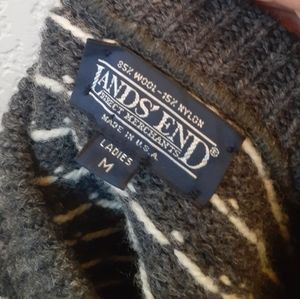 85% WOOL-15% NYLON
LANDS' END
DIRECT MERCHANTS
MADE IN U.S.A.
LADIES
M